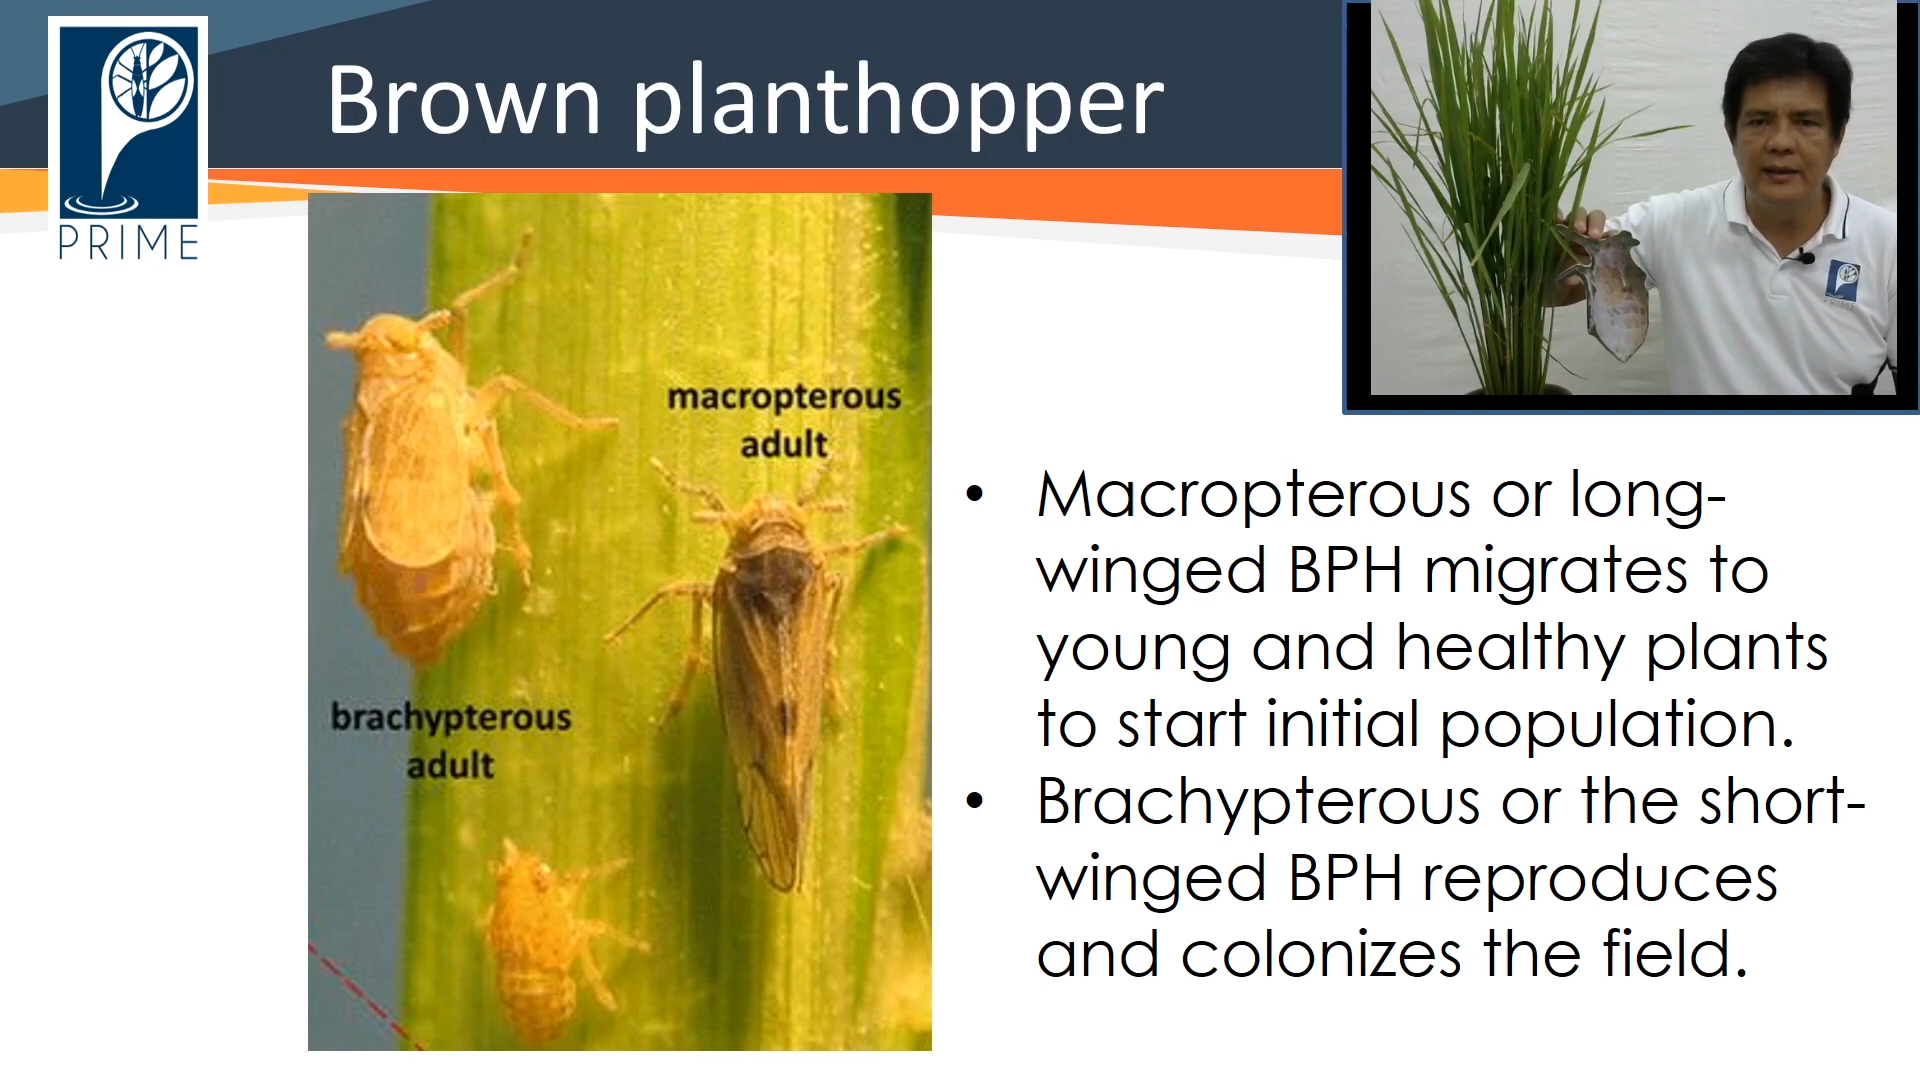 PRIME
Brown planthopper
macropterous
adult
brachypterous
adult
• Macropterous or long-
winged BPH migrates to
young and healthy plants
to start initial population.
• Brachypterous or the short-
winged BPH reproduces
and colonizes the field.
PRIME